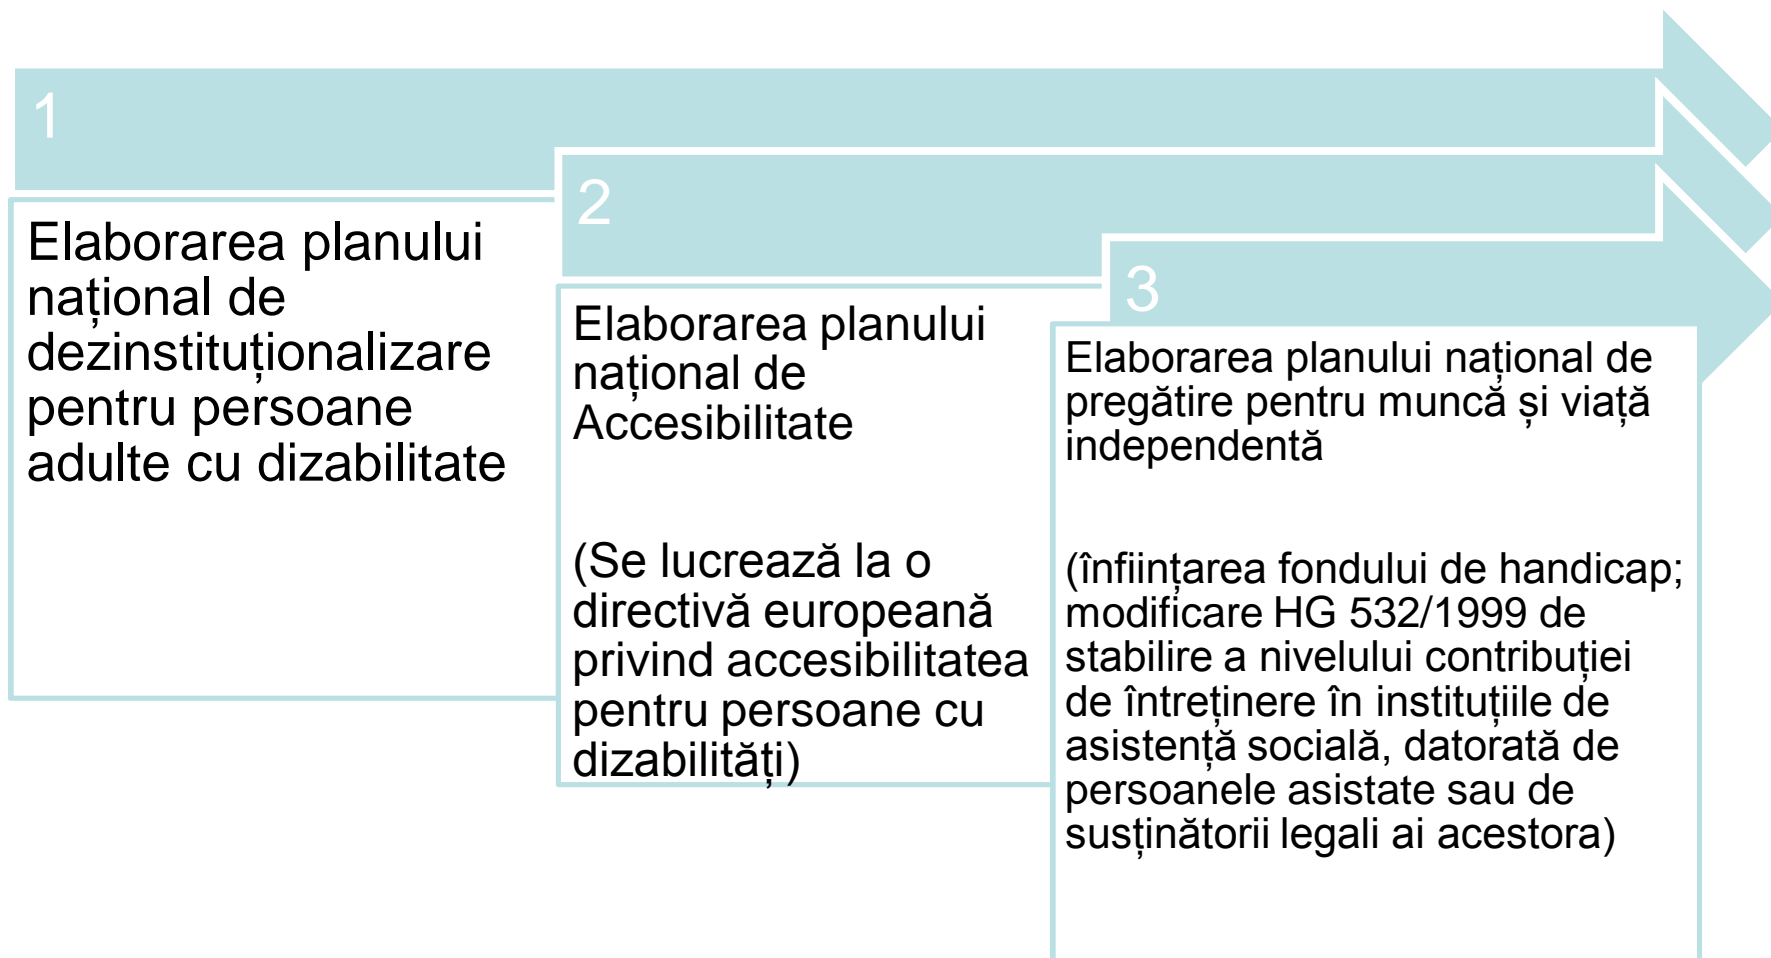 1
Elaborarea planului
național de
dezinstituționalizare
pentru persoane
adulte cu dizabilitate
2
Elaborarea planului
național de
Accesibilitate
(Se lucrează la o
directivă europeană
privind accesibilitatea
pentru persoane cu
dizabilități)
3
Elaborarea planului național de
pregătire pentru muncă și viață
independentă
(înființarea fondului de handicap;
modificare HG 532/1999 de
stabilire a nivelului contribuției
de întreținere în instituțiile de
asistență socială, datorată de
persoanele asistate sau de
susținătorii legali ai acestora)